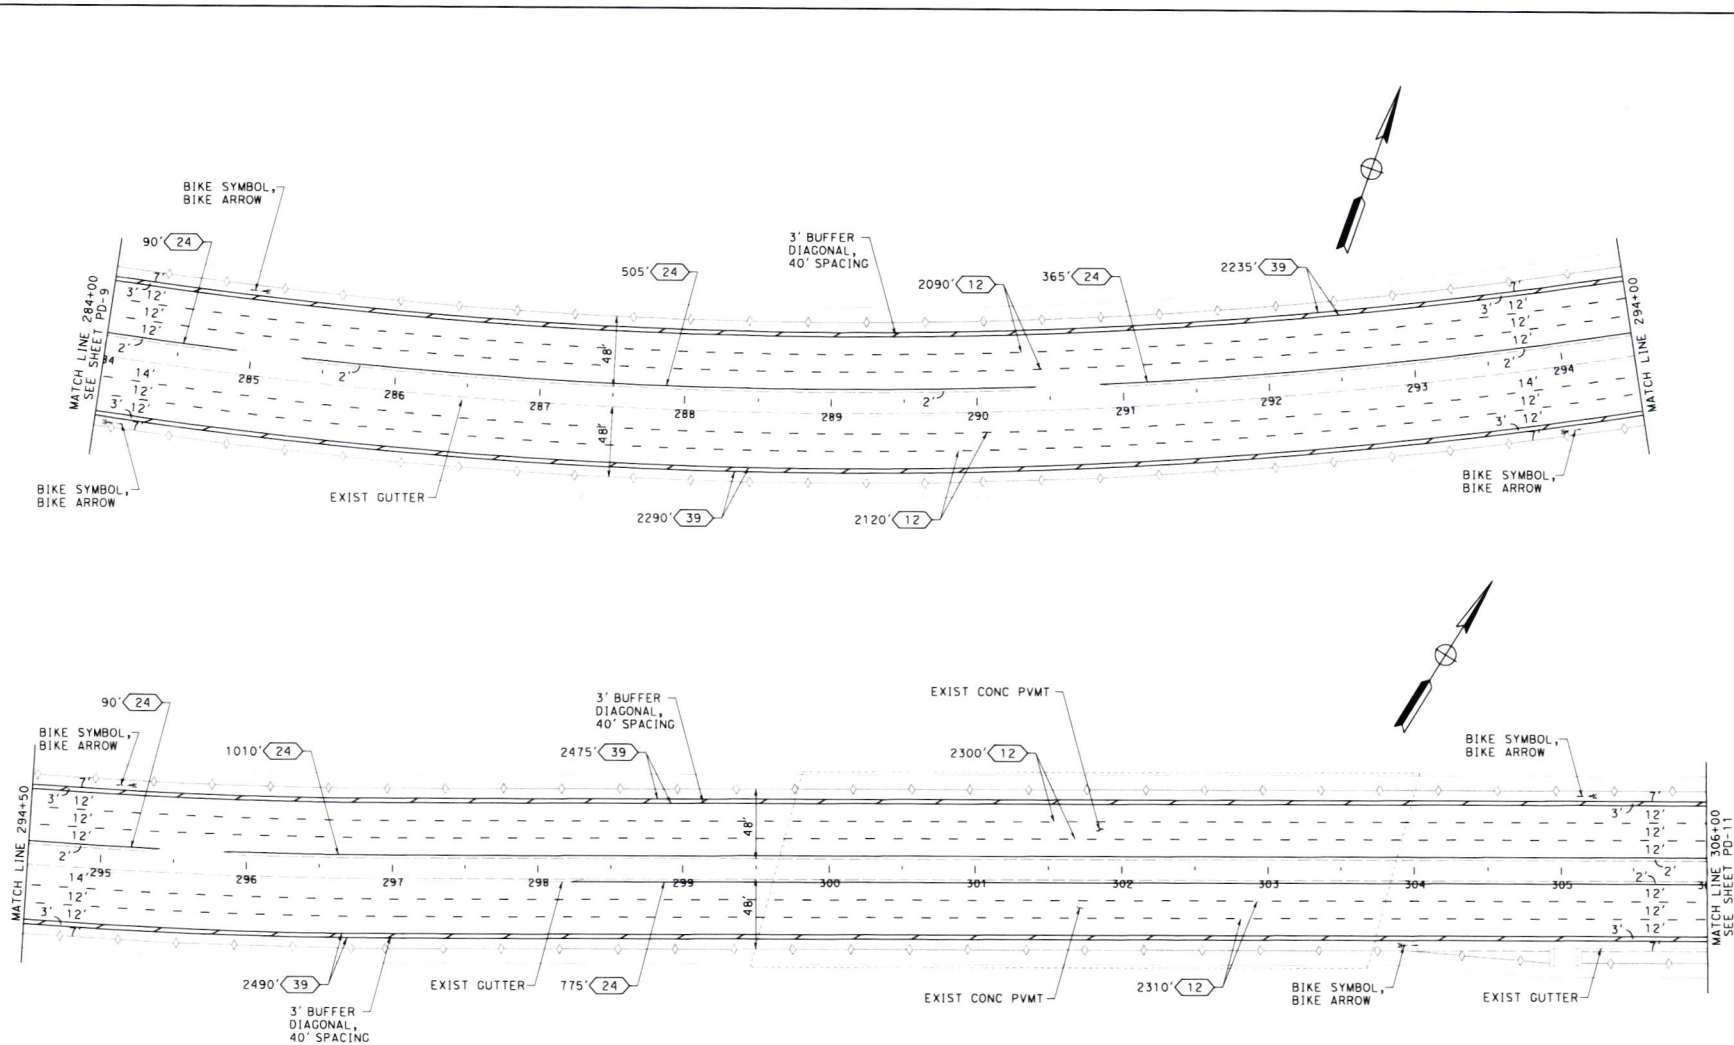 BIKE SYMBOL,
BIKE ARROW
90' 24
MATCH LINE 284+00
SEE SHEET PD-9
7'
3' 12'
12'
12'
2'
84
14'
12'
3' 12'
7'
BIKE SYMBOL,
BIKE ARROW
285
2'
286
EXIST GUTTER
287
505' 24
48'
48'
288
2290' 39
3' BUFFER
DIAGONAL,
40' SPACING
289
2120' 12
2090' 12
2'
290
365' 24
291
2235' 39
292
293
7'
3' 12'
12'
12'
2'
294
14'
12'
3' 12'
7'
BIKE SYMBOL,
BIKE ARROW
MATCH LINE 294+00
90' 24
BIKE SYMBOL,
BIKE ARROW
MATCH LINE 294+50
7'
3' 12'
12'
12'
2'
295
14'
12'
3' 12'
7'
1010' 24
296
2490' 39
3' BUFFER
DIAGONAL,
40' SPACING
297
EXIST GUTTER
298
775' 24
3' BUFFER
DIAGONAL,
40' SPACING
2475' 39
299
48'
48'
300
EXIST CONC PVMT
2300' 12
301
302
EXIST CONC PVMT
2310' 12
303
304
BIKE SYMBOL,
BIKE ARROW
BIKE SYMBOL,
BIKE ARROW
305
7'
3' 12'
12'
12'
2'
2'
12'
12'
3' 12'
7'
EXIST GUTTER
MATCH LINE 306+00
SEE SHEET PD-11